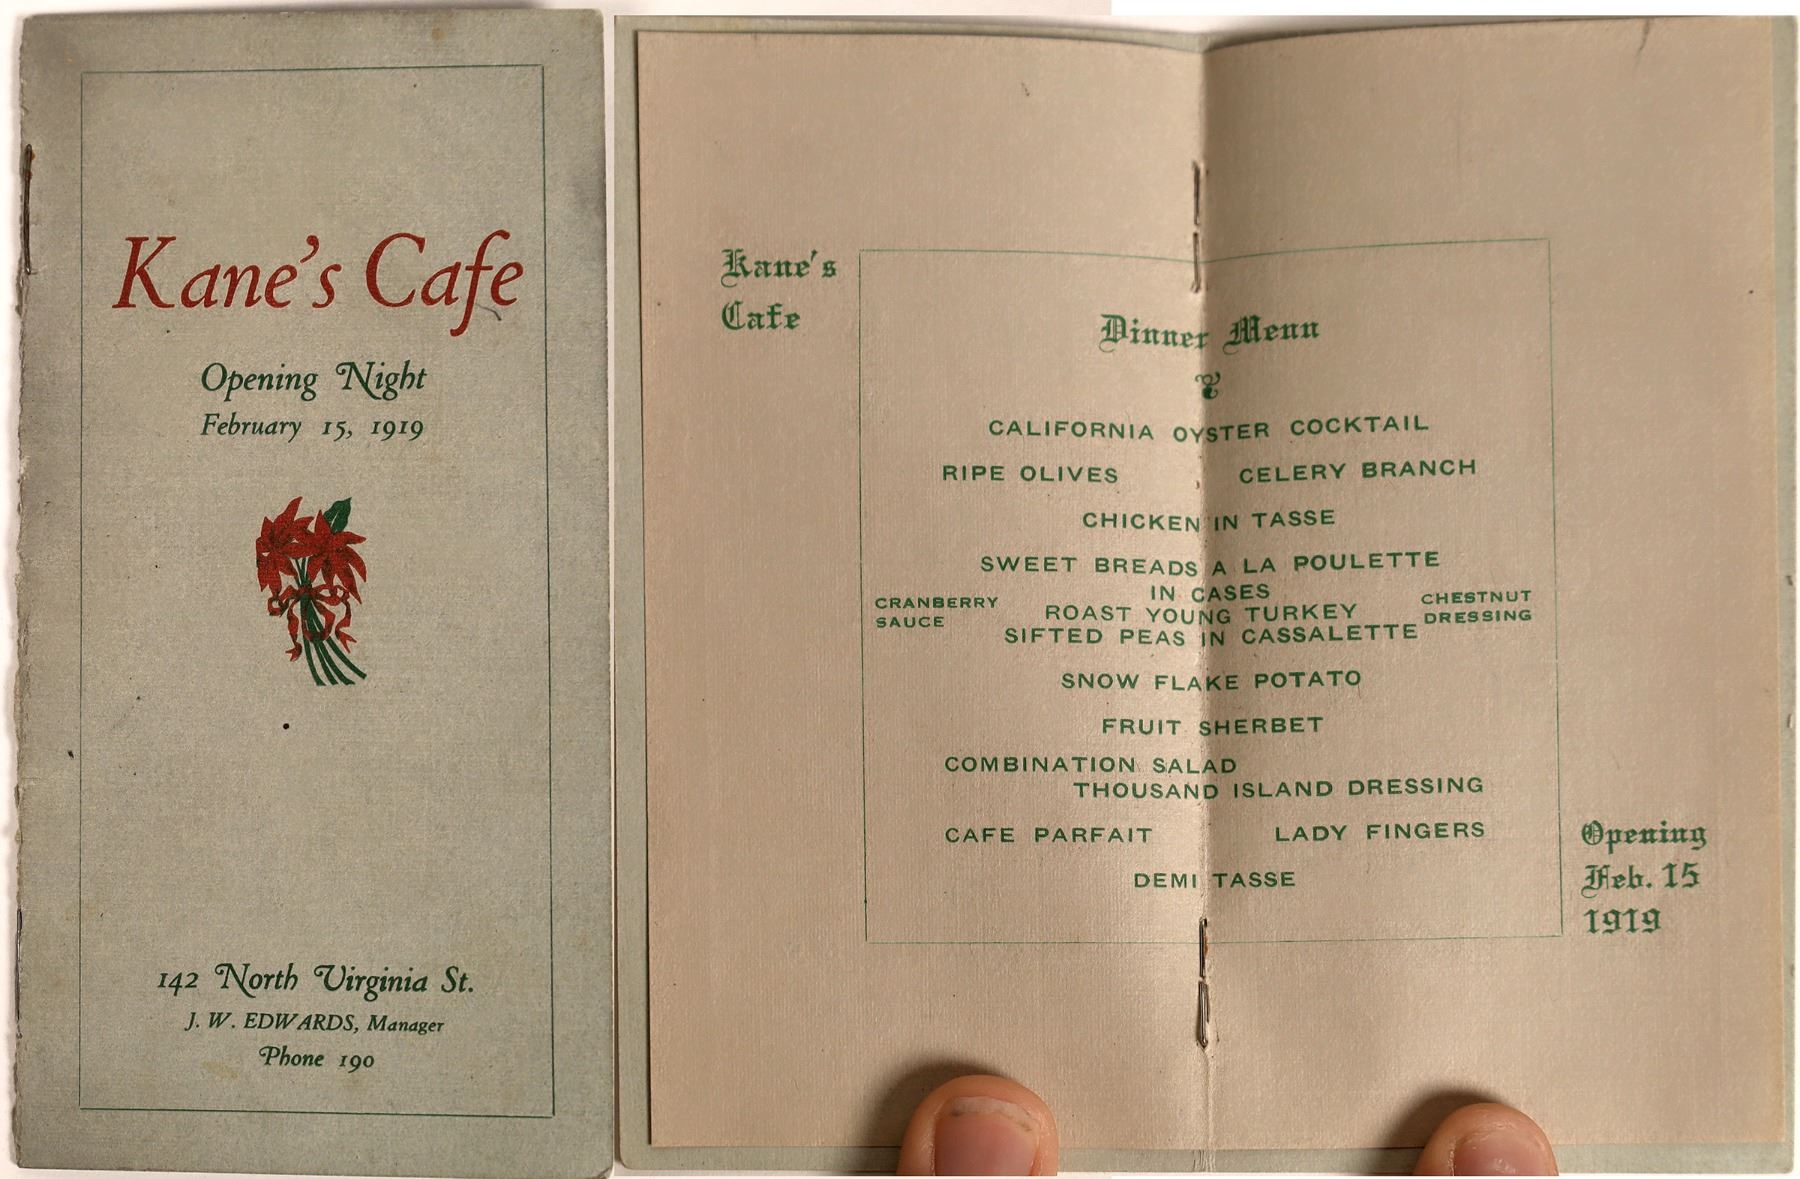 Kane's Cafe
Opening Night
February 15, 1919
142 North Virginia St.
J. W. EDWARDS, Manager
Phone 190
Kane's
Cafe
Dinner Menu
CALIFORNIA OYSTER COCKTAIL
RIPE OLIVES CELERY BRANCH
CHICKEN IN TASSE
SWEET BREADS A LA POULETTE
IN CASES
CRANBERRY
SAUCE
ROAST YOUNG TURKEY
CHESTNUT
DRESSING
SIFTED PEAS IN CASSALETTE
SNOW FLAKE POTATO
FRUIT SHERBET
COMBINATION SALAD
THOUSAND ISLAND DRESSING
CAFE PARFAIT LADY FINGERS
DEMI TASSE
Opening
Feb. 15
1919